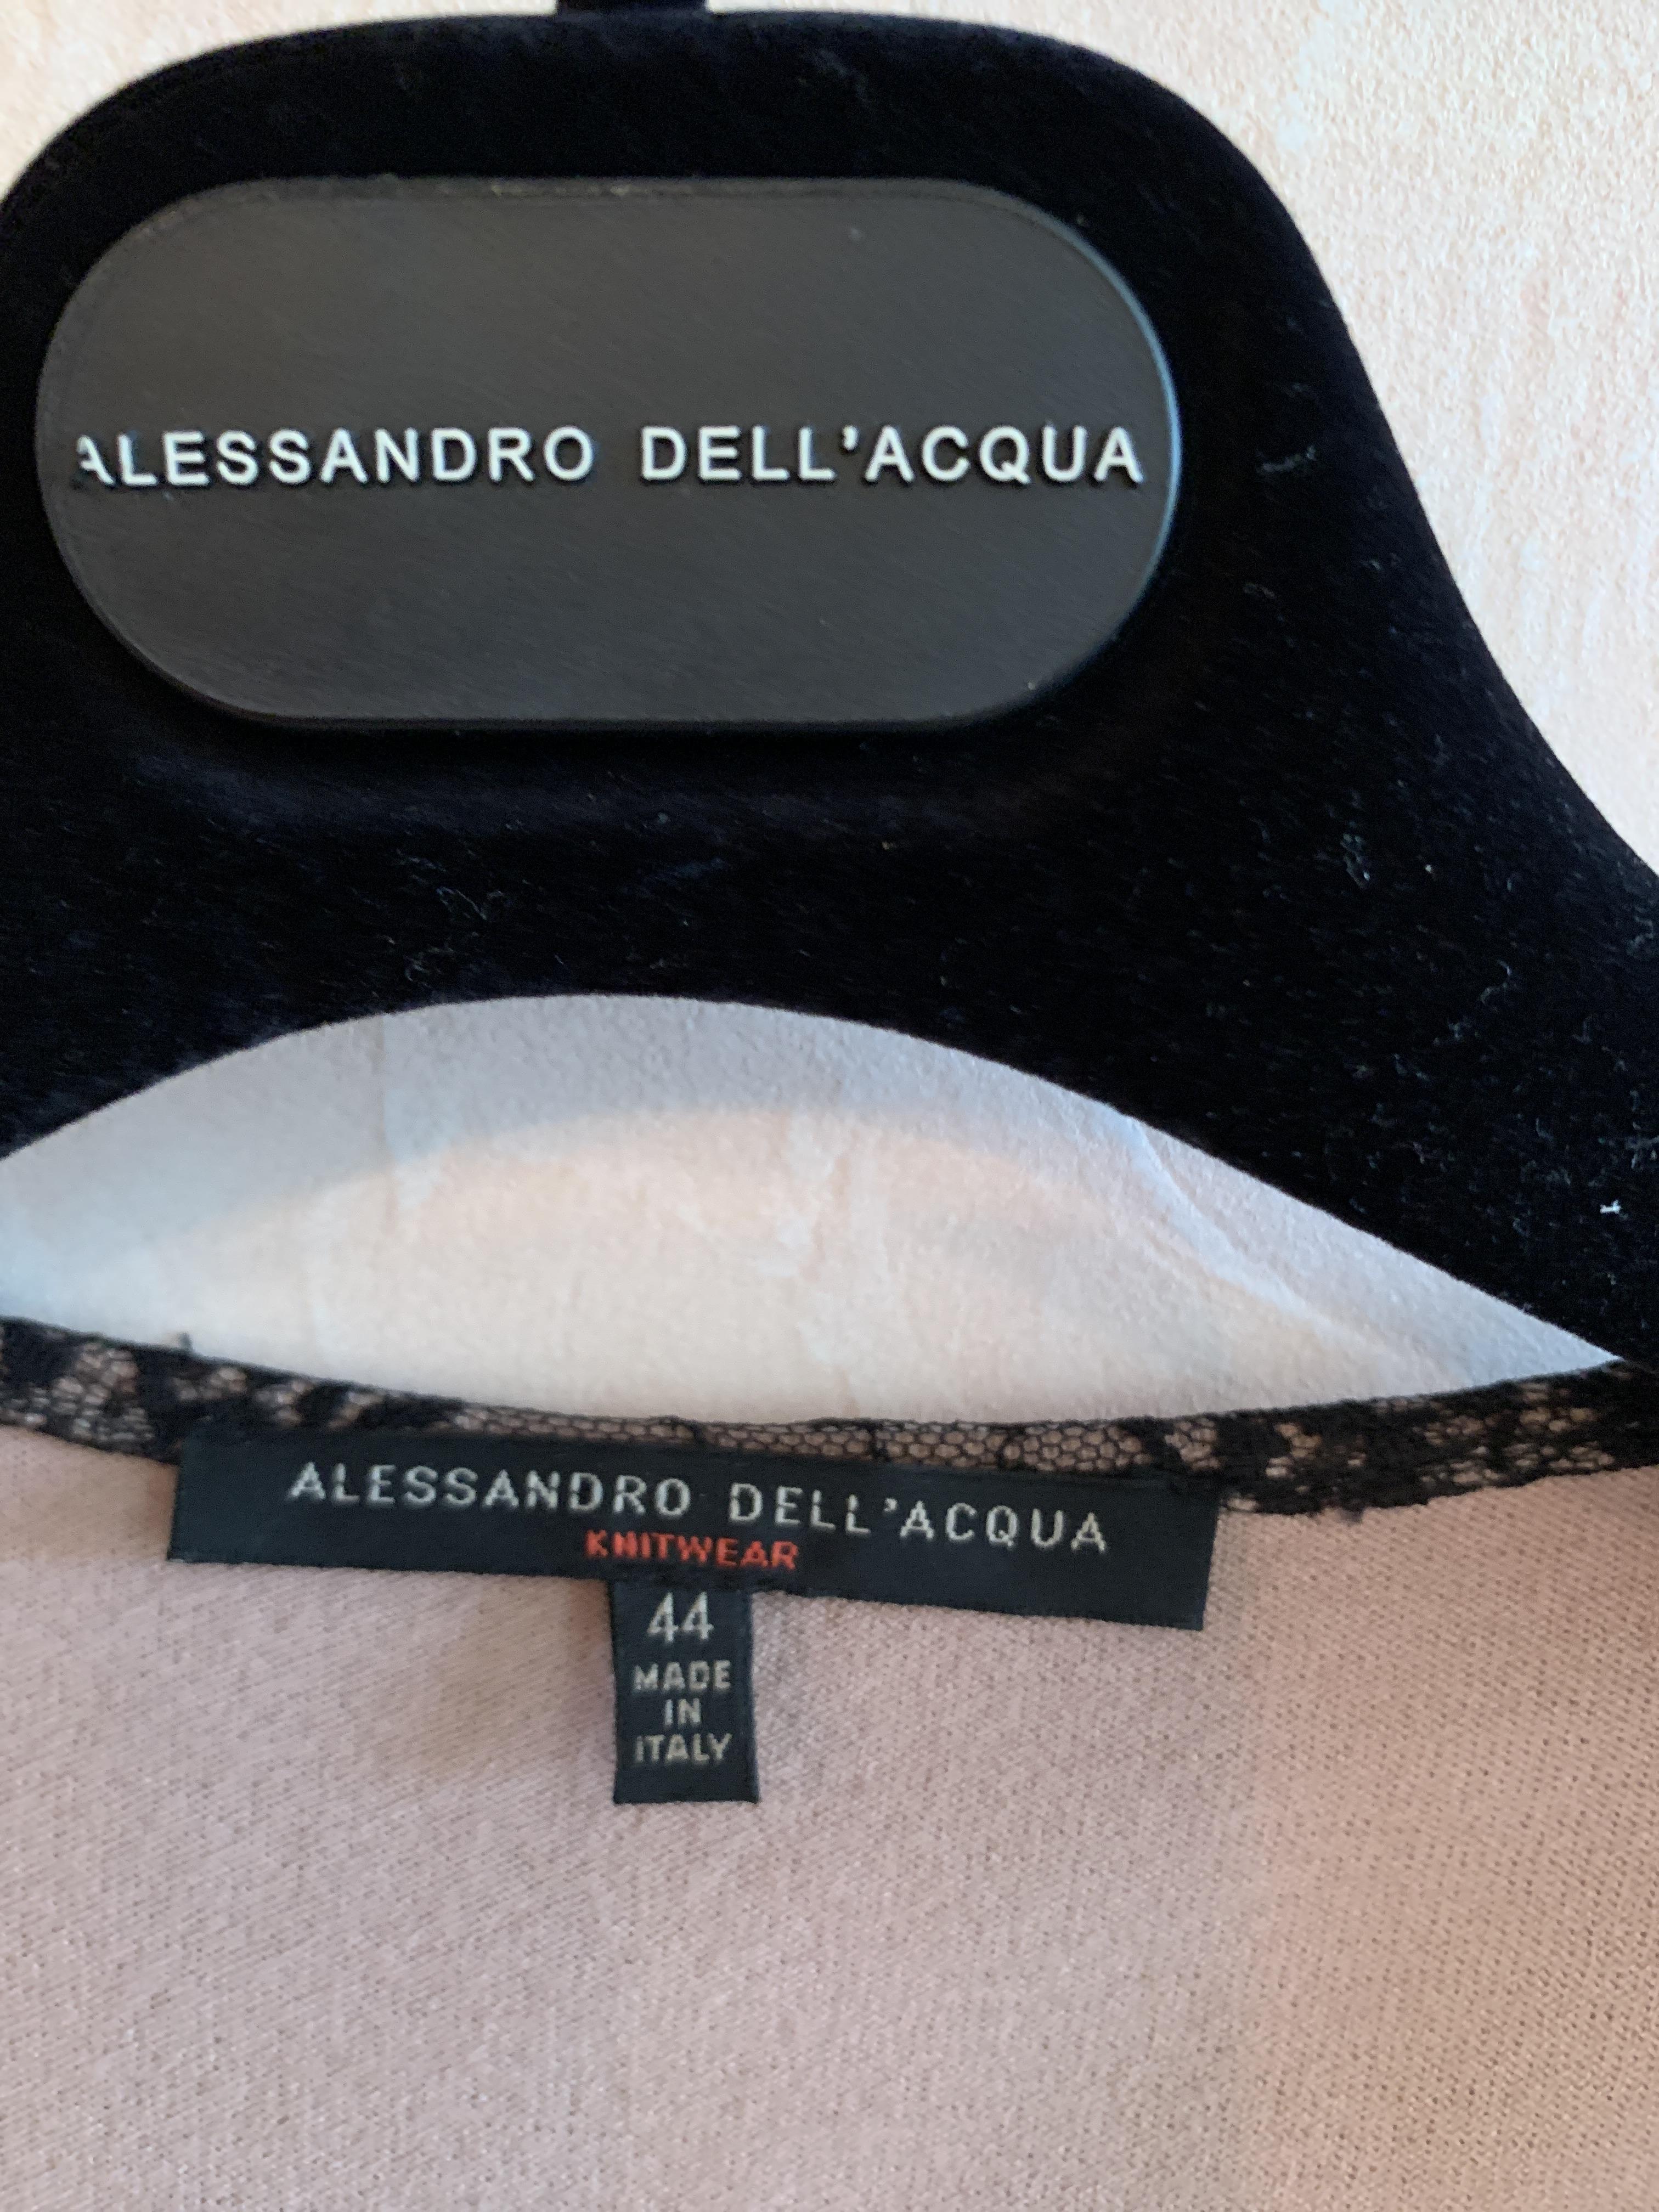 ALESSANDRO DELL'ACQUA
ALESSANDRO DELL'ACQUA
KNITWEAR
44
MADE
IN
ITALY